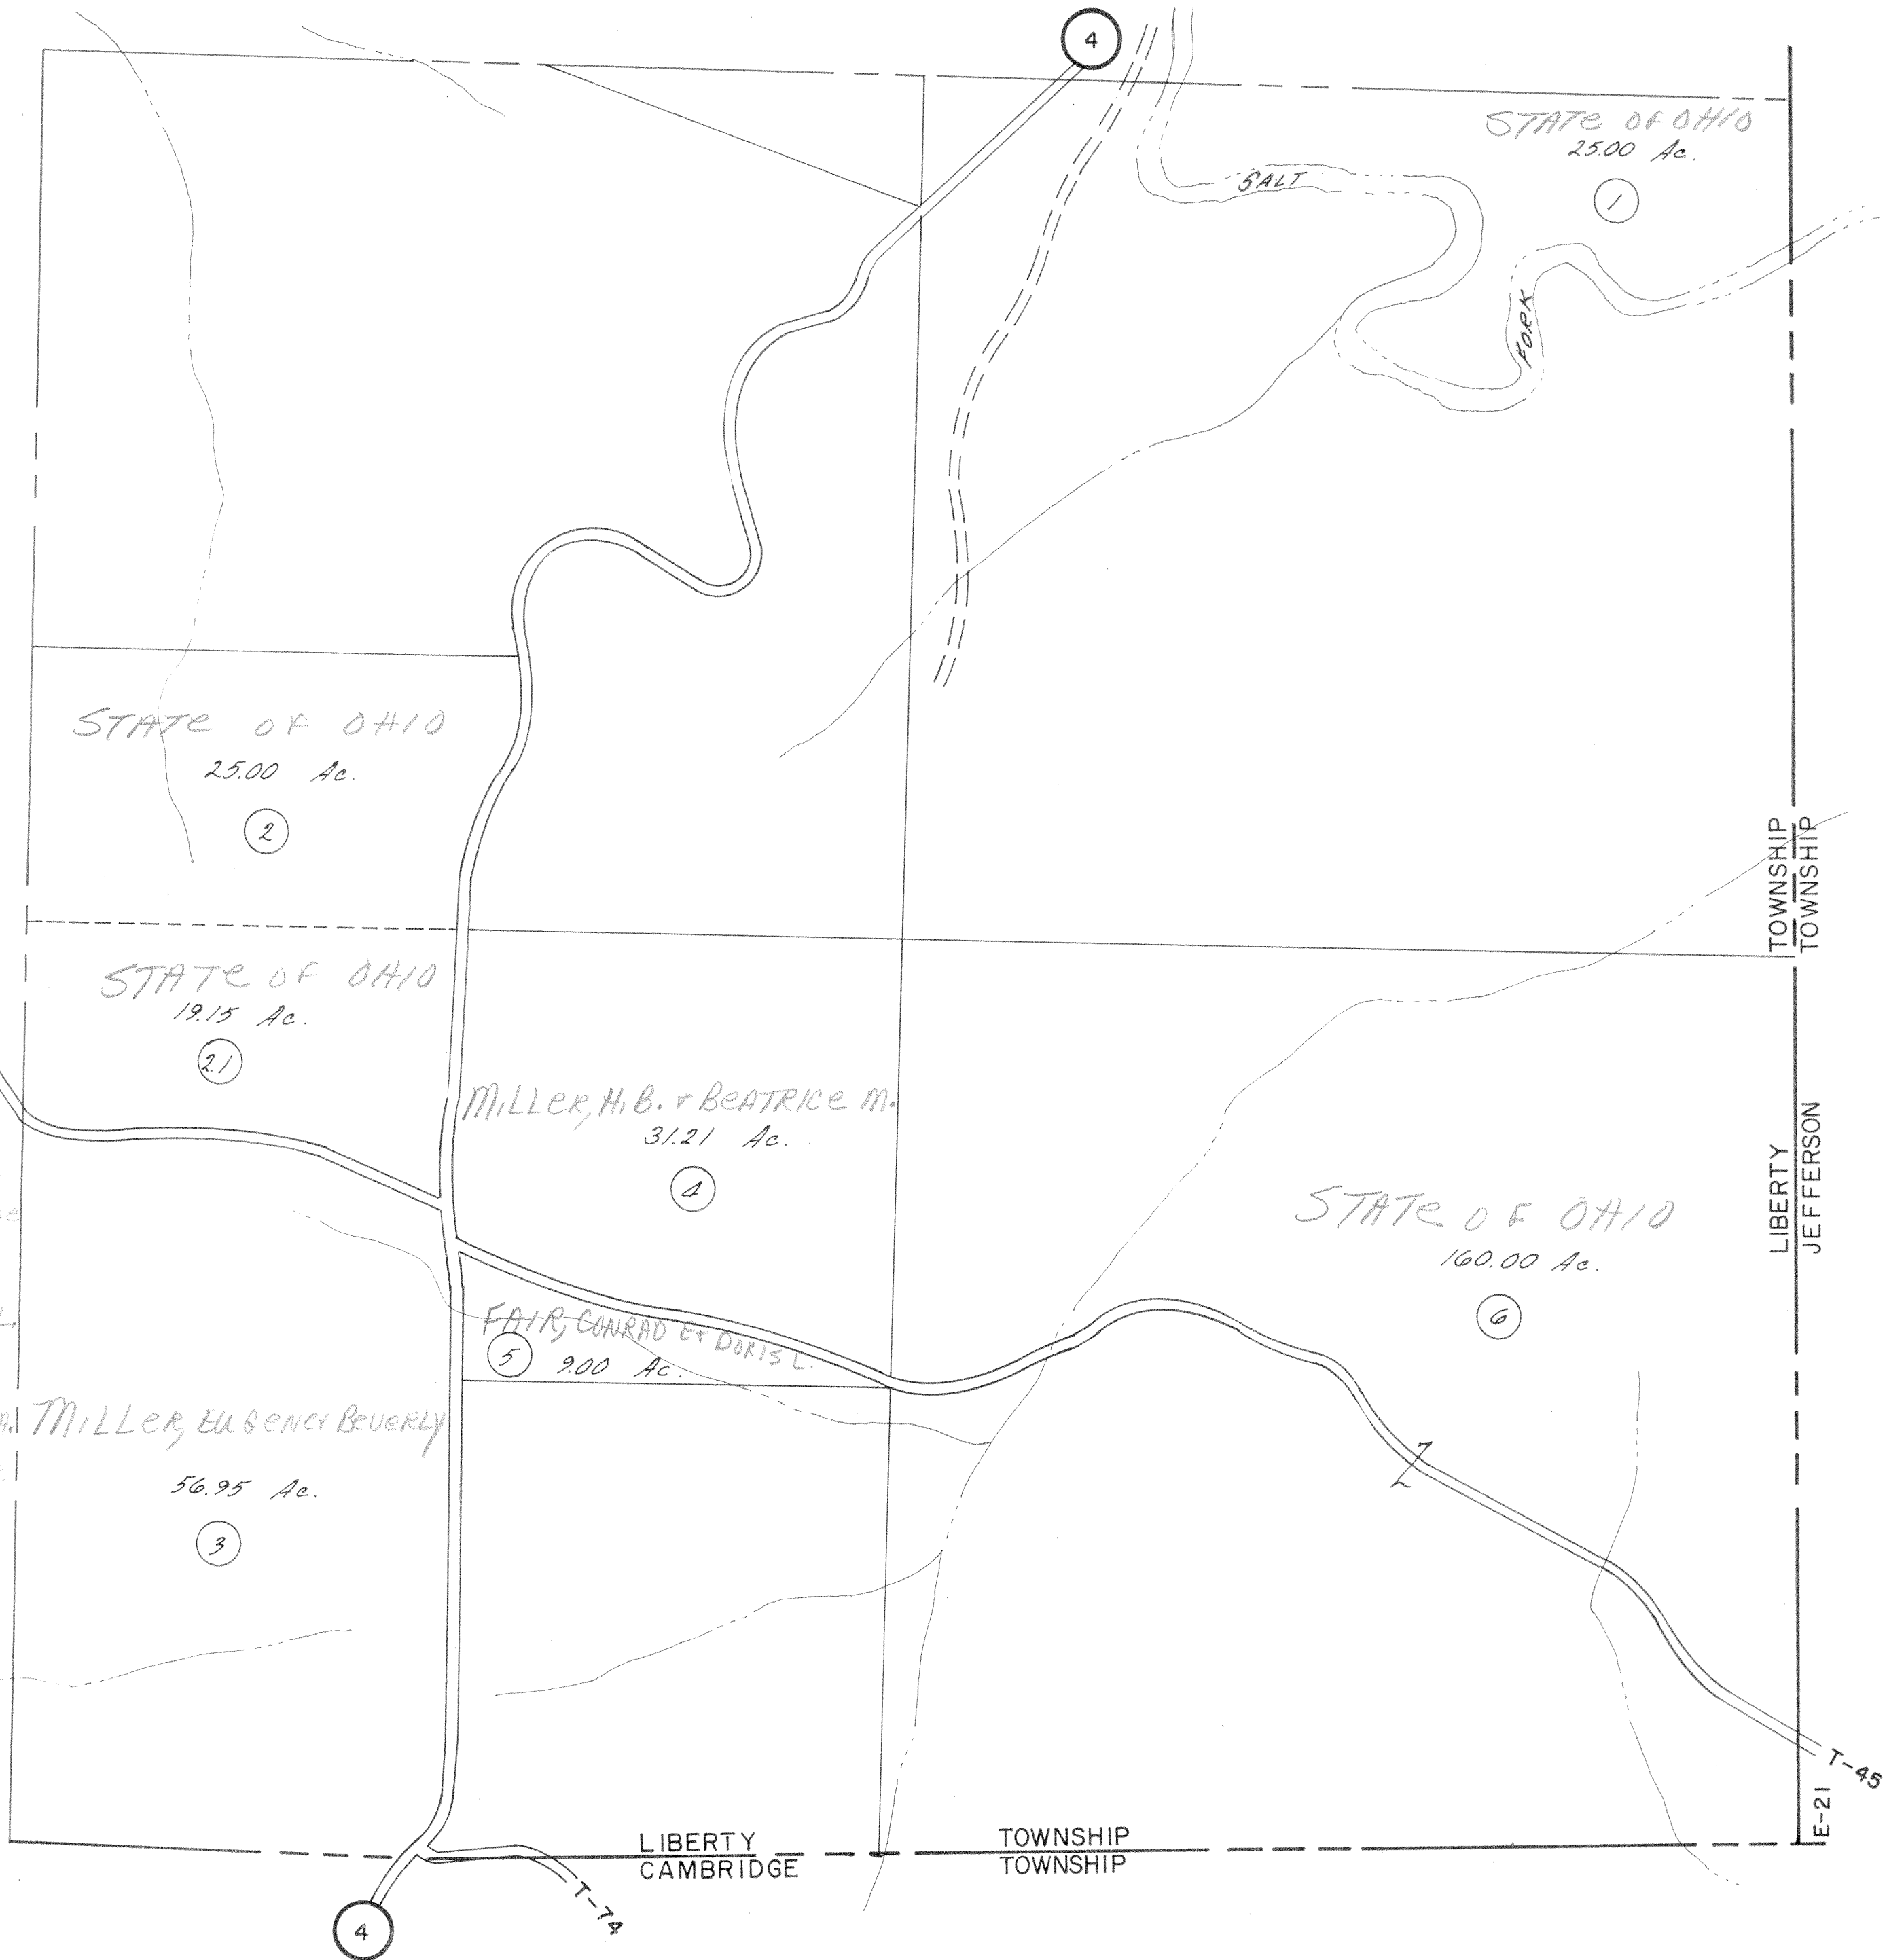 4
STATE OF OHIO
25.00 Ac.
1
SALT
FORK
STATE OF OHIO
25.00 Ac.
2
TOWNSHIP
TOWNSHIP
STATE OF OHIO
19.15 Ac.
2.1
MILLER, H.B. + BEATRICE M.
31.21 Ac.
4
LIBERTY
JEFFERSON
STATE OF OHIO
160.00 Ac.
6
FAIR, CONRAD E + DORIS L.
5 9.00 Ac.
MILLER, EUGENE + BEVERLY
56.95 Ac.
3
T-45
E-21
LIBERTY TOWNSHIP
CAMBRIDGE TOWNSHIP
T-74
4